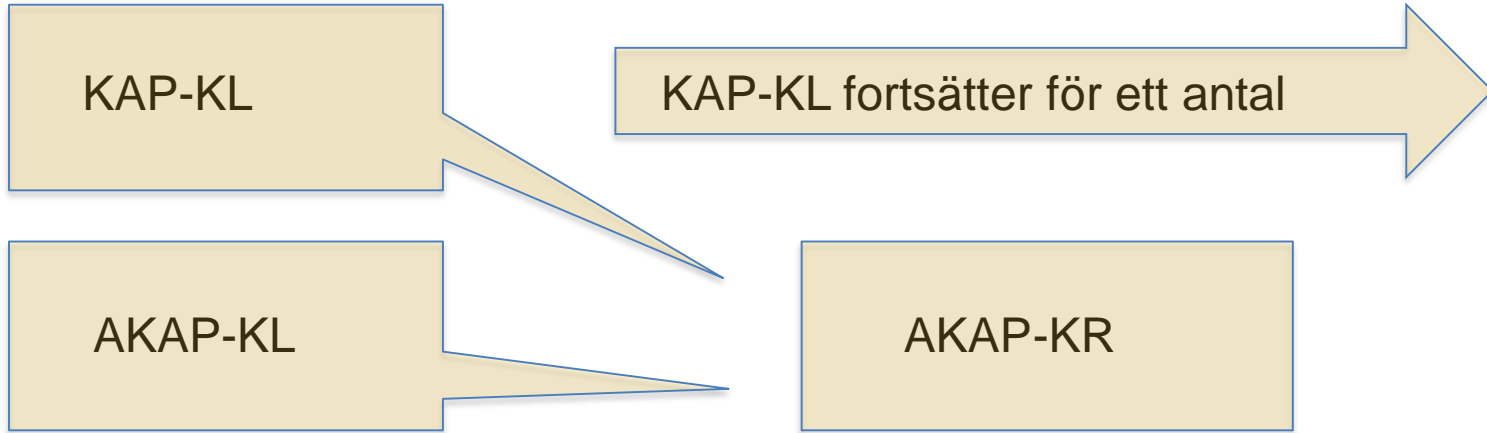 KAP-KL
KAP-KL fortsätter för ett antal
AKAP-KL
AKAP-KR